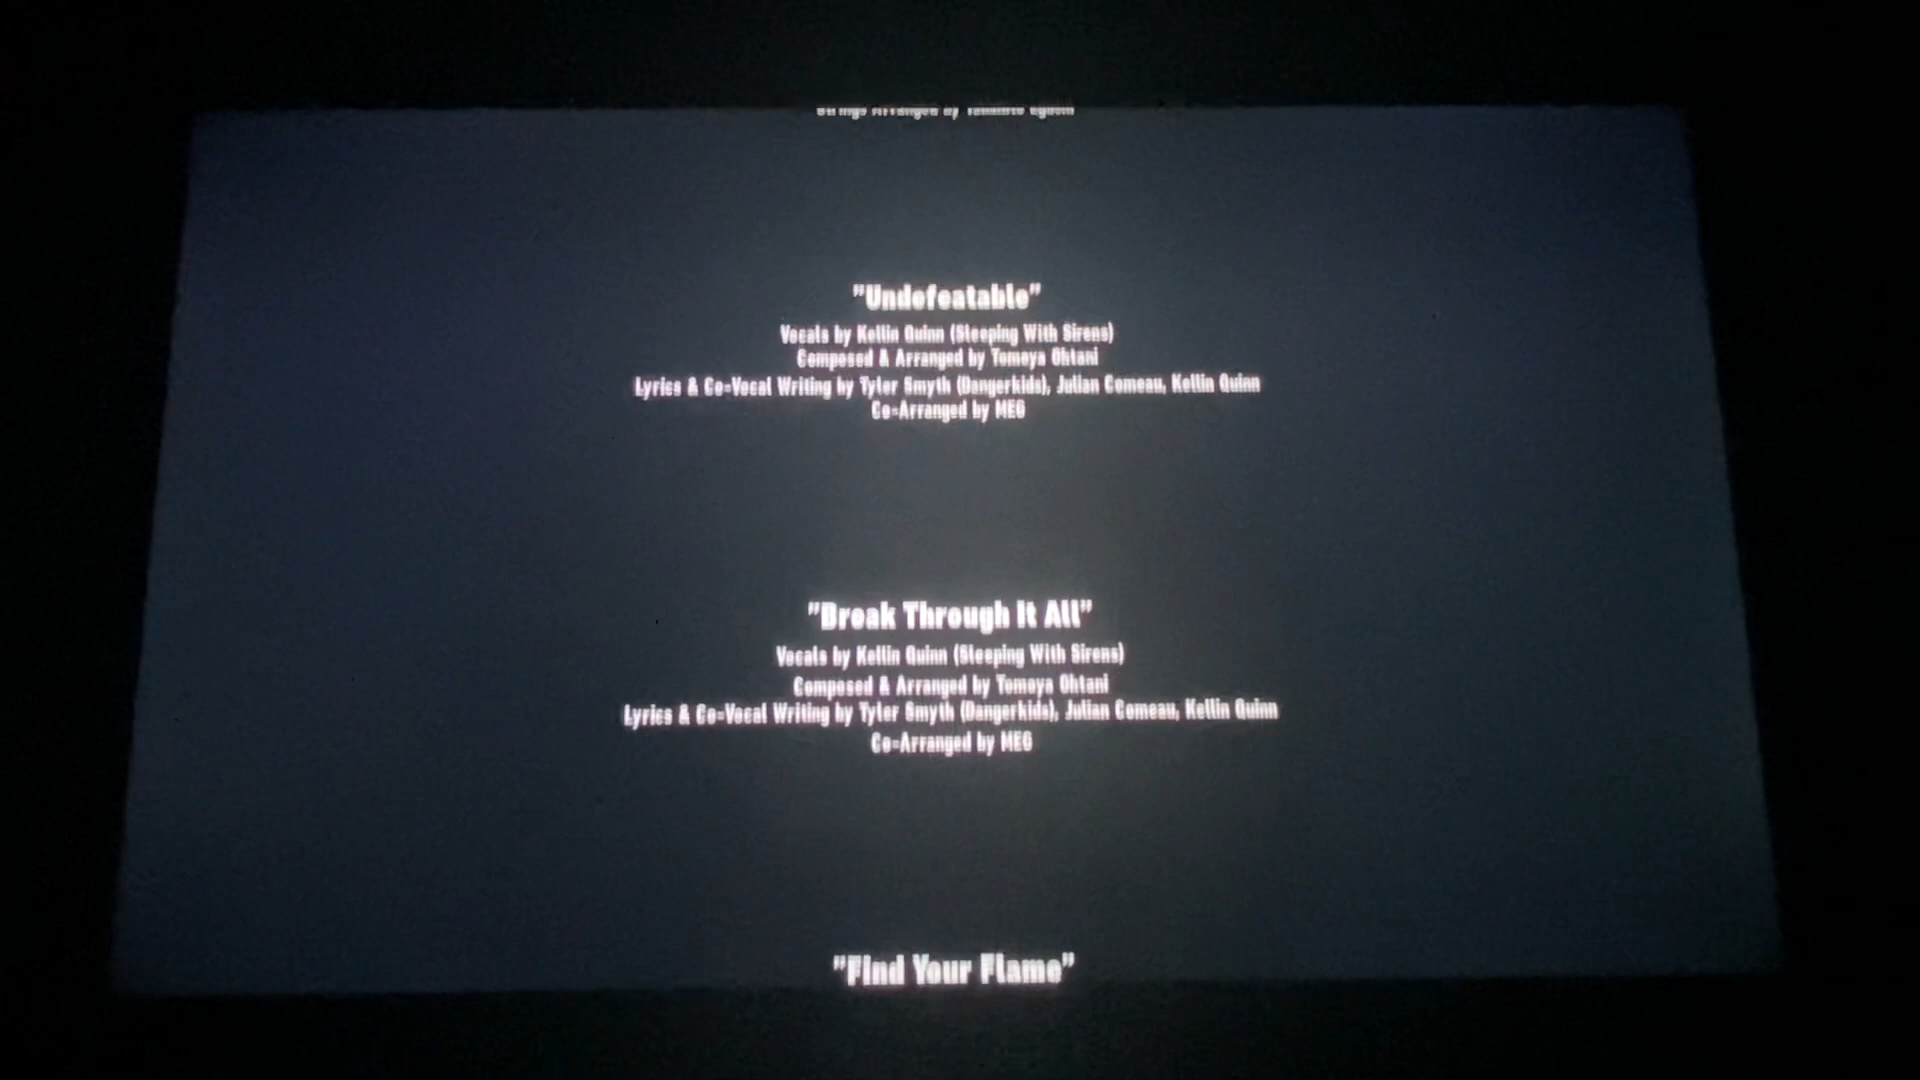 Strings Arranged by
"Undefeatable"
Vocals by Kellin Quinn (Sleeping With Sirens)
Composed & Arranged by Tomoya Ohtani
Lyrics & Co-Vocal Writing by Tyler Smyth (Dangerkids), Julian Comeau, Kellin Quinn
Co-Arranged by MEG
"Break Through It All"
Vocals by Kellin Quinn (Sleeping With Sirens)
Composed & Arranged by Tomoya Ohtani
Lyrics & Co-Vocal Writing by Tyler Smyth (Dangerkids), Julian Comeau, Kellin Quinn
Co-Arranged by MEG
"Find Your Flame"